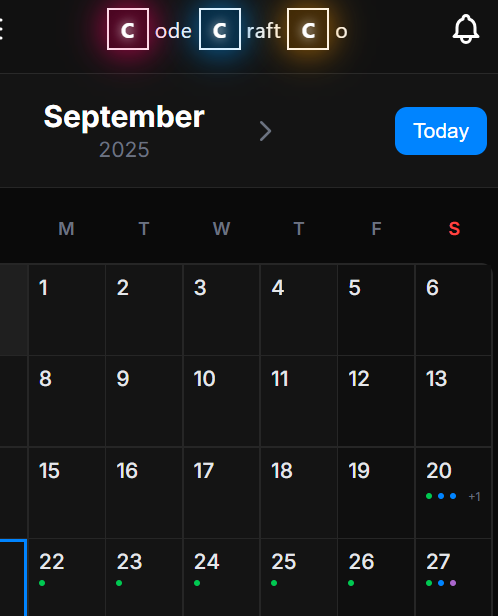 C ode C raft C o
September
2025
Today
M T W T F S
1 2 3 4 5 6
8 9 10 11 12 13
15 16 17 18 19 20
+1
22 23 24 25 26 27